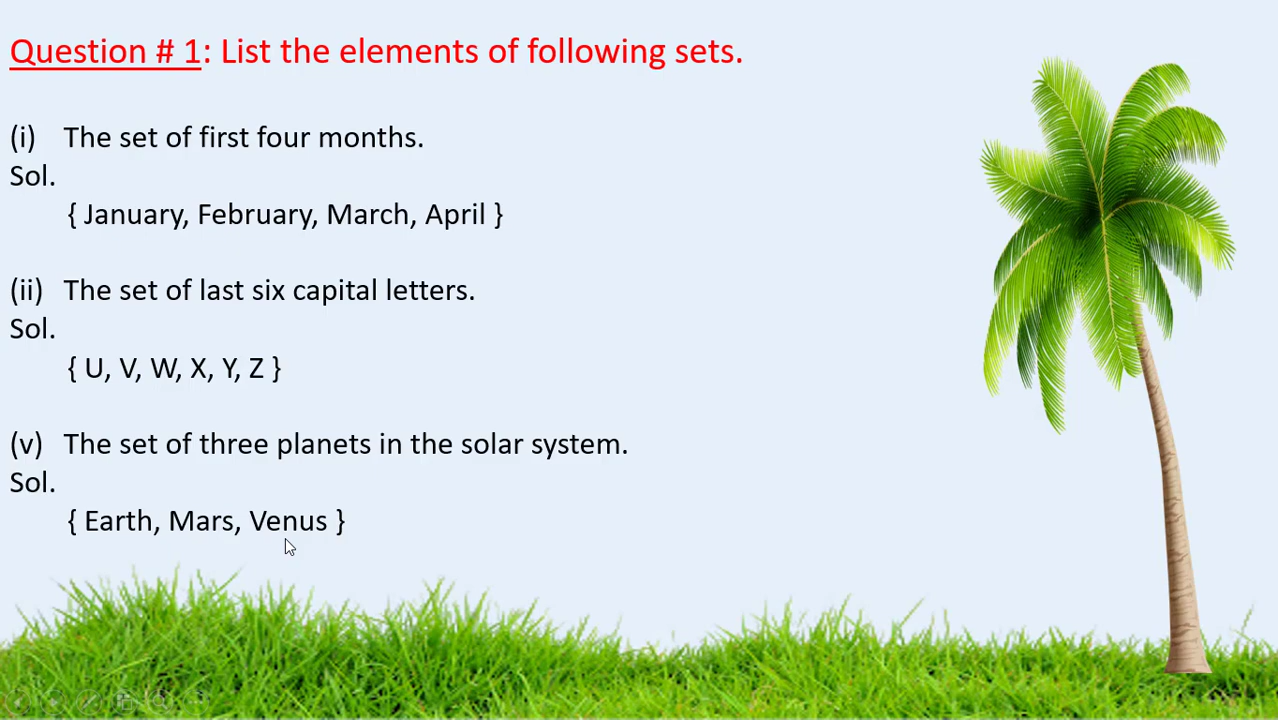 Question # 1: List the elements of following sets.
(i) The set of first four months.
Sol.
{ January, February, March, April }
(ii) The set of last six capital letters.
Sol.
{ U, V, W, X, Y, Z }
(v) The set of three planets in the solar system.
Sol.
{ Earth, Mars, Venus }